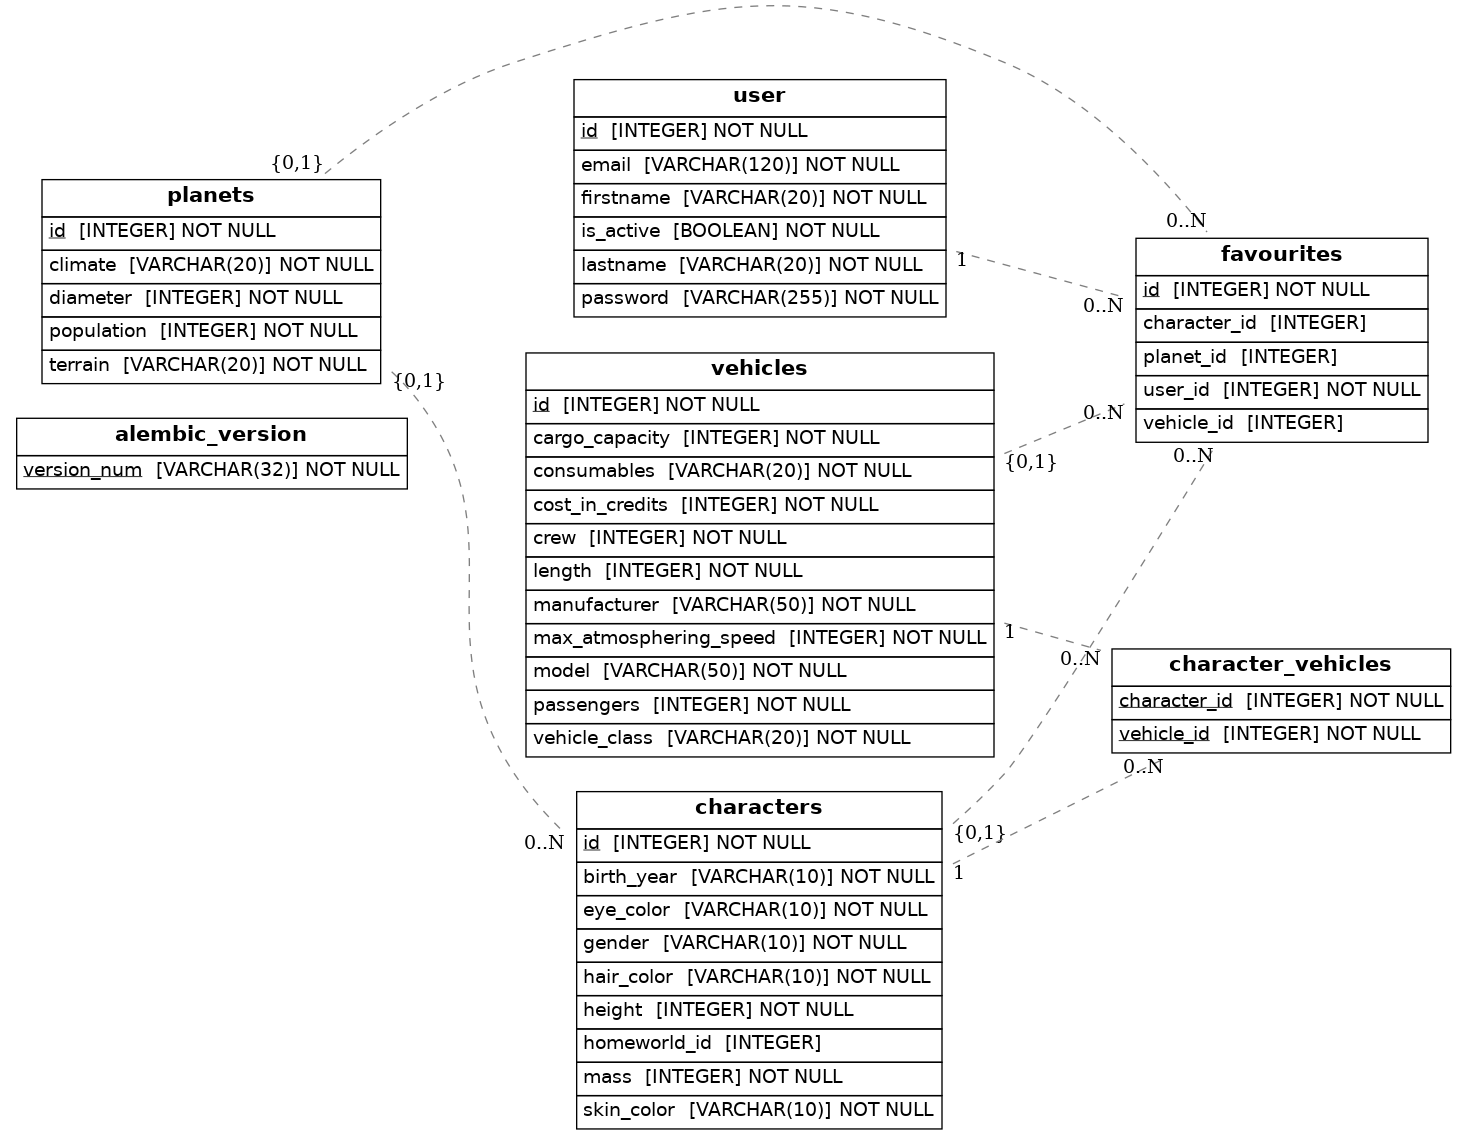 {0,1}
0..N
planets
id [INTEGER] NOT NULL
climate [VARCHAR(20)] NOT NULL
diameter [INTEGER] NOT NULL
population [INTEGER] NOT NULL
terrain [VARCHAR(20)] NOT NULL
{0,1}
0..N
alembic_version
version_num [VARCHAR(32)] NOT NULL
user
id [INTEGER] NOT NULL
email [VARCHAR(120)] NOT NULL
firstname [VARCHAR(20)] NOT NULL
is_active [BOOLEAN] NOT NULL
lastname [VARCHAR(20)] NOT NULL
password [VARCHAR(255)] NOT NULL
1
0..N
vehicles
id [INTEGER] NOT NULL
cargo_capacity [INTEGER] NOT NULL
consumables [VARCHAR(20)] NOT NULL
cost_in_credits [INTEGER] NOT NULL
crew [INTEGER] NOT NULL
length [INTEGER] NOT NULL
manufacturer [VARCHAR(50)] NOT NULL
max_atmosphering_speed [INTEGER] NOT NULL
model [VARCHAR(50)] NOT NULL
passengers [INTEGER] NOT NULL
vehicle_class [VARCHAR(20)] NOT NULL
{0,1}
0..N
1
0..N
characters
id [INTEGER] NOT NULL
birth_year [VARCHAR(10)] NOT NULL
eye_color [VARCHAR(10)] NOT NULL
gender [VARCHAR(10)] NOT NULL
hair_color [VARCHAR(10)] NOT NULL
height [INTEGER] NOT NULL
homeworld_id [INTEGER]
mass [INTEGER] NOT NULL
skin_color [VARCHAR(10)] NOT NULL
{0,1}
0..N
1
0..N
favourites
id [INTEGER] NOT NULL
character_id [INTEGER]
planet_id [INTEGER]
user_id [INTEGER] NOT NULL
vehicle_id [INTEGER]
character_vehicles
character_id [INTEGER] NOT NULL
vehicle_id [INTEGER] NOT NULL